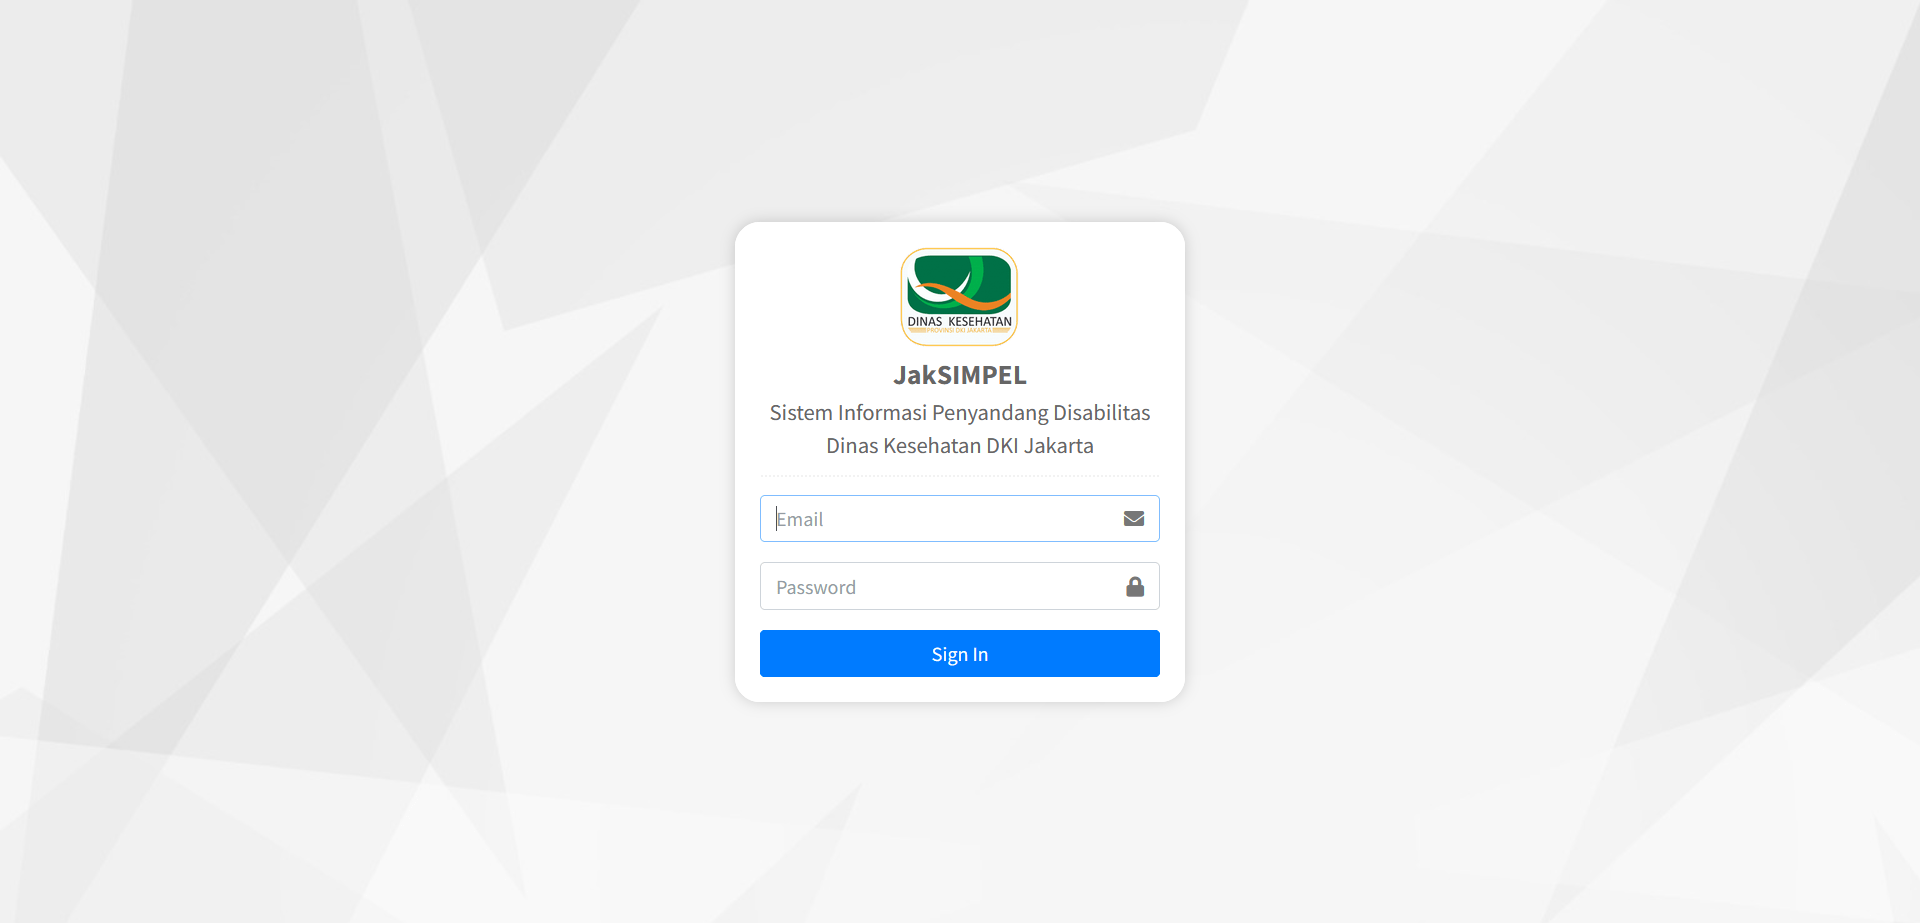 DINAS KESEHATAN
PROVINSI DKI JAKARTA
JakSIMPEL
Sistem Informasi Penyandang Disabilitas
Dinas Kesehatan DKI Jakarta
Email
Password
Sign In